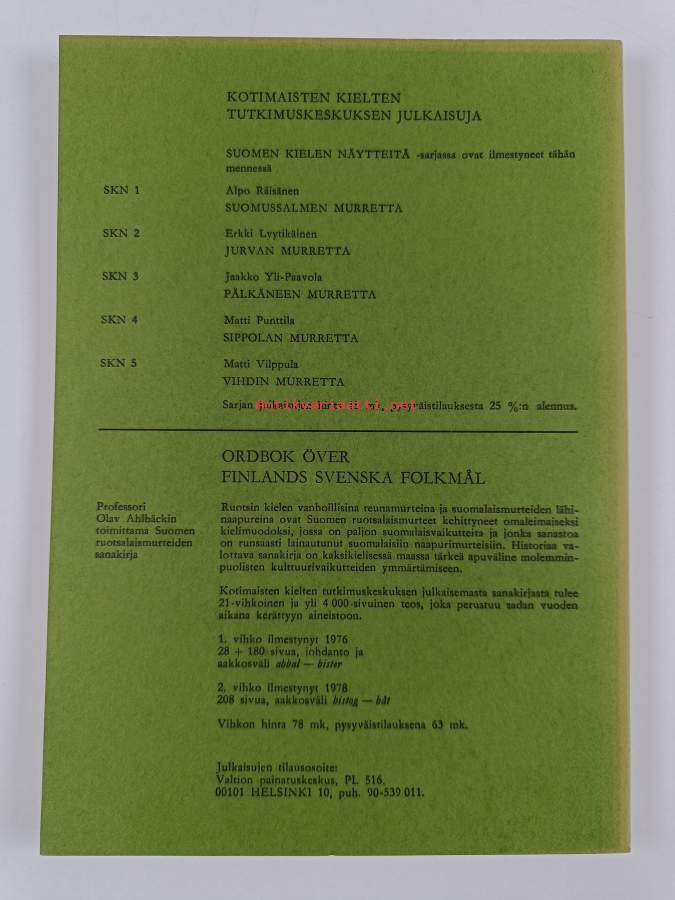 KOTIMAISTEN KIELTEN
TUTKIMUSKESKUKSEN JULKAISUJA
SUOMEN KIELEN NÄYTTEITÄ -sarjassa ovat ilmestyneet tähän
mennessä
SKN 1 Alpo Räisänen
SUOMUSSALMEN MURRETTA
SKN 2 Erkki Lyytikäinen
JURVAN MURRETTA
SKN 3 Jaakko Yli-Paavola
PÄLKÄNEEN MURRETTA
SKN 4 Matti Punttila
SIPPOLAN MURRETTA
SKN 5 Matti Vilppula
VIHDIN MURRETTA
Sarjan pysyväistilauksesta 25 %:n alennus.
ORDBOK ÖVER
FINLANDS SVENSKA FOLKMÅL
Professori
Olav Ahlbäckin
toimittama Suomen
ruotsalaismurteiden
sanakirja
Ruotsin kielen vanhoillisina reunamurteina ja suomalaismurteiden lähi-
naapureina ovat Suomen ruotsalaismurteet kehittyneet omaleimaiseksi
kielimuodoksi, jossa on paljon suomalaisvaikutteita ja jonka sanastoa
on runsaasti lainautunut suomalaisiin naapurimurteisiin. Historiaa va-
lottava sanakirja on kaksikielisessä maassa tärkeä apuväline molemmin-
puolisten kulttuurivaikutteiden ymmärtämiseen.
Kotimaisten kielten tutkimuskeskuksen julkaisemasta sanakirjasta tulee
21-vihkoinen ja yli 4 000-sivuinen teos, joka perustuu sadan vuoden
aikana kerättyyn aineistoon.
1. vihko ilmestynyt 1976
28 + 180 sivua, johdanto ja
aakkosväli abbal — bister
2. vihko ilmestynyt 1978
208 sivua, aakkosväli bistog — båt
Vihkon hinta 78 mk, pysyväistilauksena 63 mk.
Julkaisujen tilausosoite:
Valtion painatuskeskus, PL 516,
00101 HELSINKI 10, puh. 90-539 011.